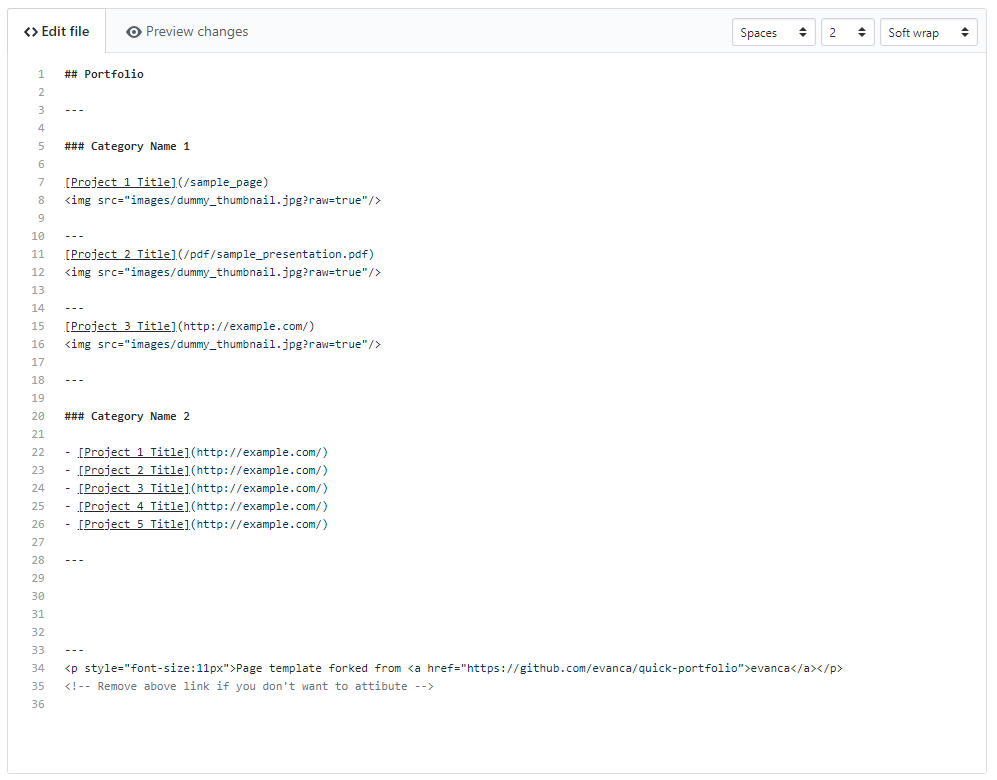 Edit file
Preview changes
Spaces
2
Soft wrap
1 ## Portfolio
2
3 ---
4
5 ### Category Name 1
6
7 [Project 1 Title](/sample_page)
8 <img src="images/dummy_thumbnail.jpg?raw=true"/>
9
10 ---
11 [Project 2 Title](/pdf/sample_presentation.pdf)
12 <img src="images/dummy_thumbnail.jpg?raw=true"/>
13
14 ---
15 [Project 3 Title](http://example.com/)
16 <img src="images/dummy_thumbnail.jpg?raw=true"/>
17
18 ---
19
20 ### Category Name 2
21
22 - [Project 1 Title](http://example.com/)
23 - [Project 2 Title](http://example.com/)
24 - [Project 3 Title](http://example.com/)
25 - [Project 4 Title](http://example.com/)
26 - [Project 5 Title](http://example.com/)
27
28 ---
29
30
31
32
33 ---
34 <p style="font-size:11px">Page template forked from <a href="https://github.com/evanca/quick-portfolio">evanca</a></p>
35 <!-- Remove above link if you don't want to attibute -->
36